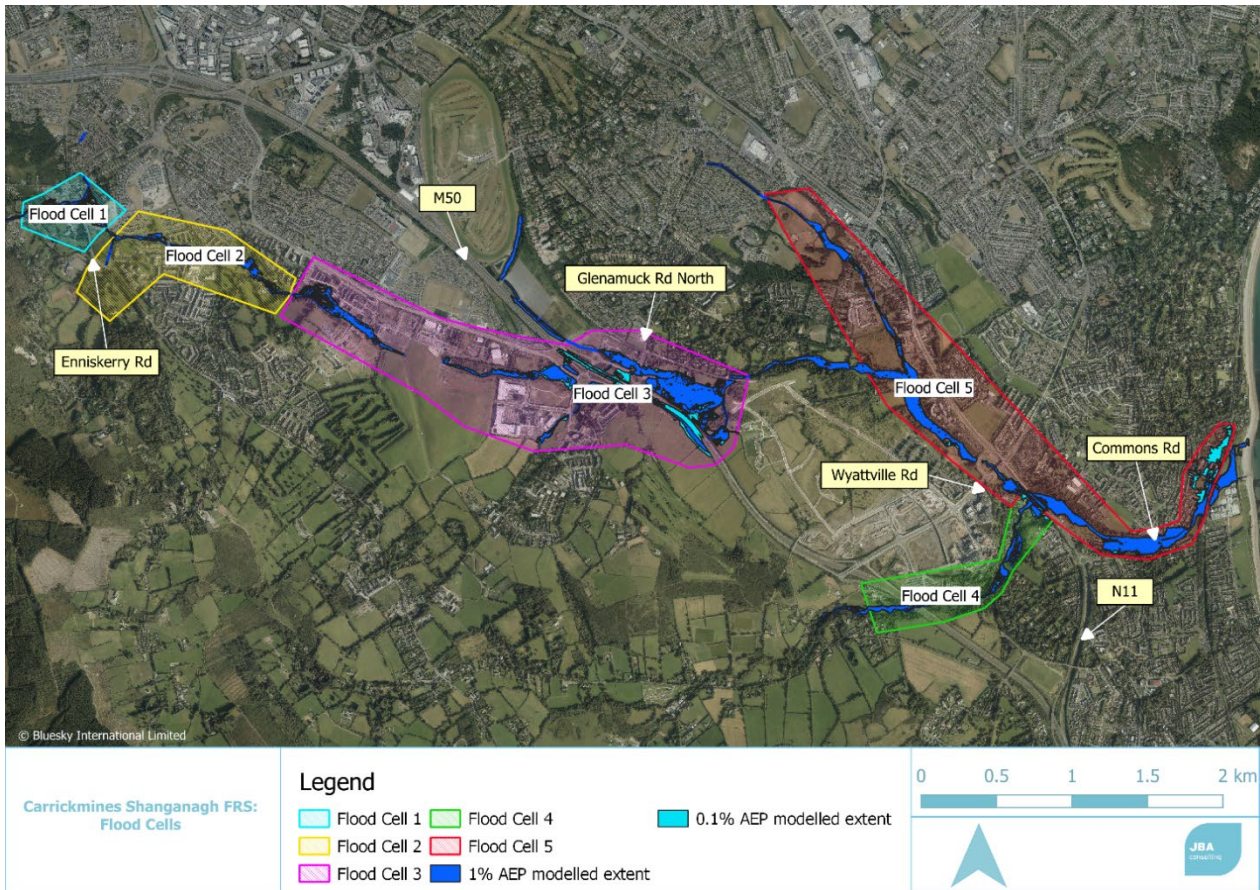 Flood Cell 1
Flood Cell 2
M50
Glenamuck Rd North
Enniskerry Rd
Flood Cell 3
Flood Cell 5
Commons Rd
Wyattville Rd
Flood Cell 4
N11
© Bluesky International Limited
Carrickmines Shanganagh FRS:
Flood Cells
Legend
Flood Cell 1
Flood Cell 2
Flood Cell 3
Flood Cell 4
Flood Cell 5
1% AEP modelled extent
0.1% AEP modelled extent
0 0.5 1 1.5 2 km
JBA
consulting